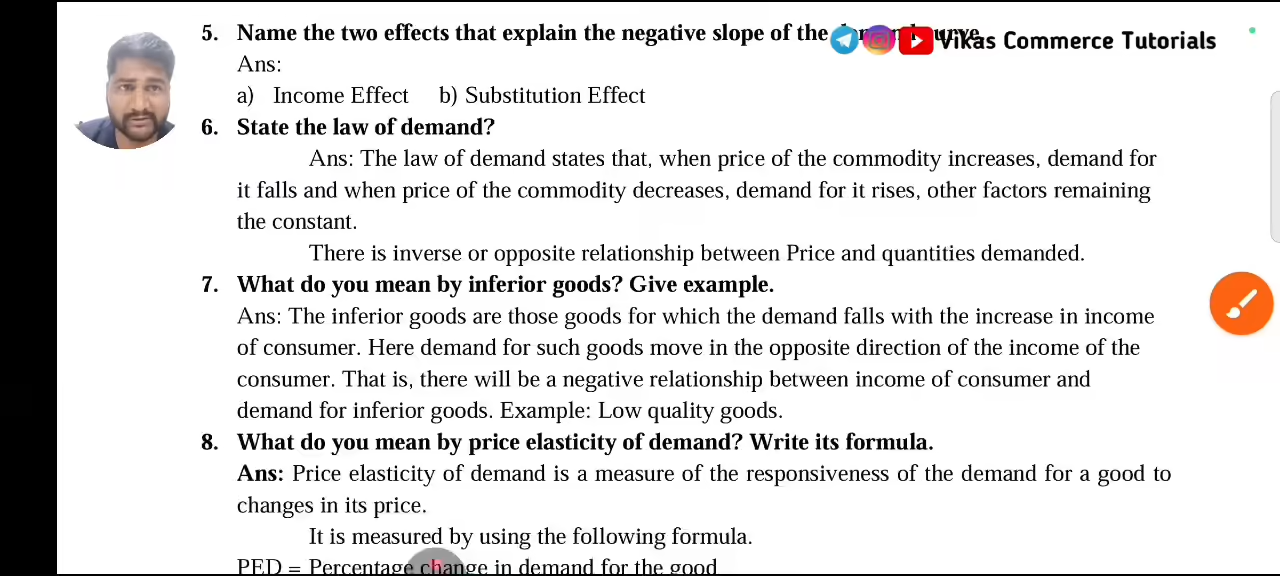 5. Name the two effects that explain the negative slope of the
Vikas Commerce Tutorials
Ans:
a) Income Effect b) Substitution Effect
6. State the law of demand?
Ans: The law of demand states that, when price of the commodity increases, demand for
it falls and when price of the commodity decreases, demand for it rises, other factors remaining
the constant.
There is inverse or opposite relationship between Price and quantities demanded.
7. What do you mean by inferior goods? Give example.
Ans: The inferior goods are those goods for which the demand falls with the increase in income
of consumer. Here demand for such goods move in the opposite direction of the income of the
consumer. That is, there will be a negative relationship between income of consumer and
demand for inferior goods. Example: Low quality goods.
8. What do you mean by price elasticity of demand? Write its formula.
Ans: Price elasticity of demand is a measure of the responsiveness of the demand for a good to
changes in its price.
It is measured by using the following formula.
PED = Percentage change in demand for the good